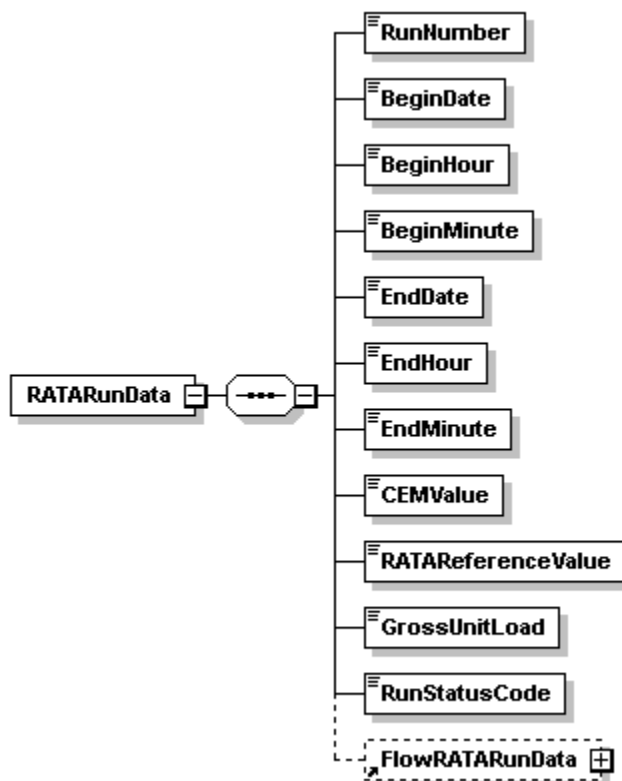 RunNumber
BeginDate
BeginHour
BeginMinute
EndDate
EndHour
RATARunData
EndMinute
CEMValue
RATAReferenceValue
GrossUnitLoad
RunStatusCode
FlowRATARunData